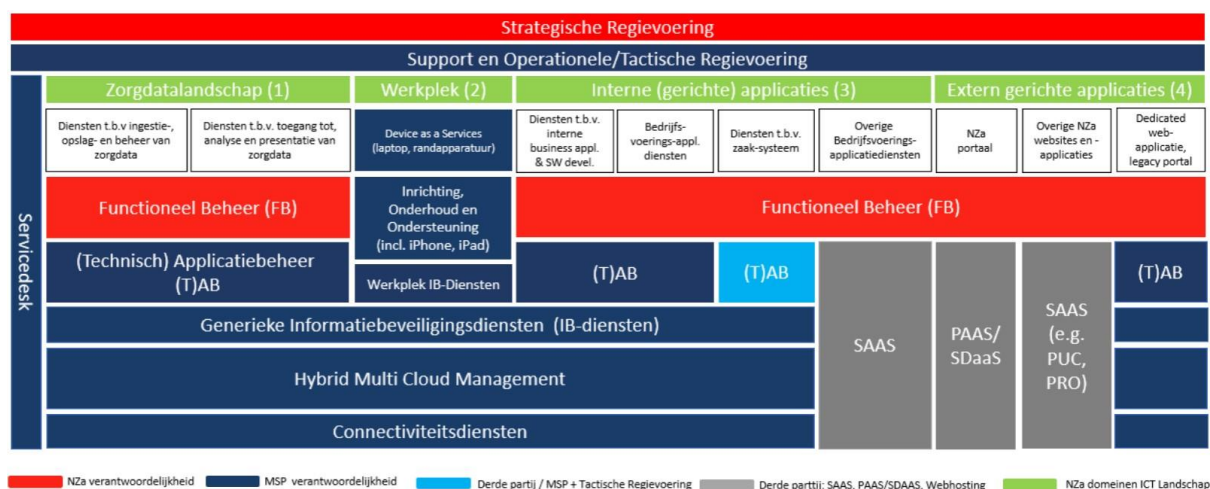 Strategische Regievoering
Support en Operationele/Tactische Regievoering
Servicedesk
Zorgdatalandschap (1)
Werkplek (2)
Interne (gerichte) applicaties (3)
Extern gerichte applicaties (4)
Diensten t.b.v ingestie-,
opslag- en beheer van
zorgdata
Diensten t.b.v. toegang tot,
analyse en presentatie van
zorgdata
Device as a Services
(laptop, randapparatuur)
Diensten t.b.v.
interne
business appl.
& SW devel.
Bedrijfs-
voerings-appl.
diensten
Diensten t.b.v.
zaak-systeem
Overige
Bedrijfsvoerings-
applicatiediensten
NZa
portaal
Overige NZa
websites en -
applicaties
Dedicated
web-
applicatie,
legacy portal
Functioneel Beheer (FB)
Inrichting,
Onderhoud en
Ondersteuning
(incl. iPhone, iPad)
Functioneel Beheer (FB)
(Technisch) Applicatiebeheer
(T)AB
Werkplek IB-Diensten
(T)AB
(T)AB
SAAS
PAAS/
SDaaS
SAAS
(e.g.
PUC,
PRO)
(T)AB
Generieke Informatiebeveiligingsdiensten (IB-diensten)
Hybrid Multi Cloud Management
Connectiviteitsdiensten
NZa verantwoordelijkheid
MSP verantwoordelijkheid
Derde partij / MSP + Tactische Regievoering
Derde parttij: SAAS, PAAS/SDAAS, Webhosting
NZa domeinen ICT Landschap